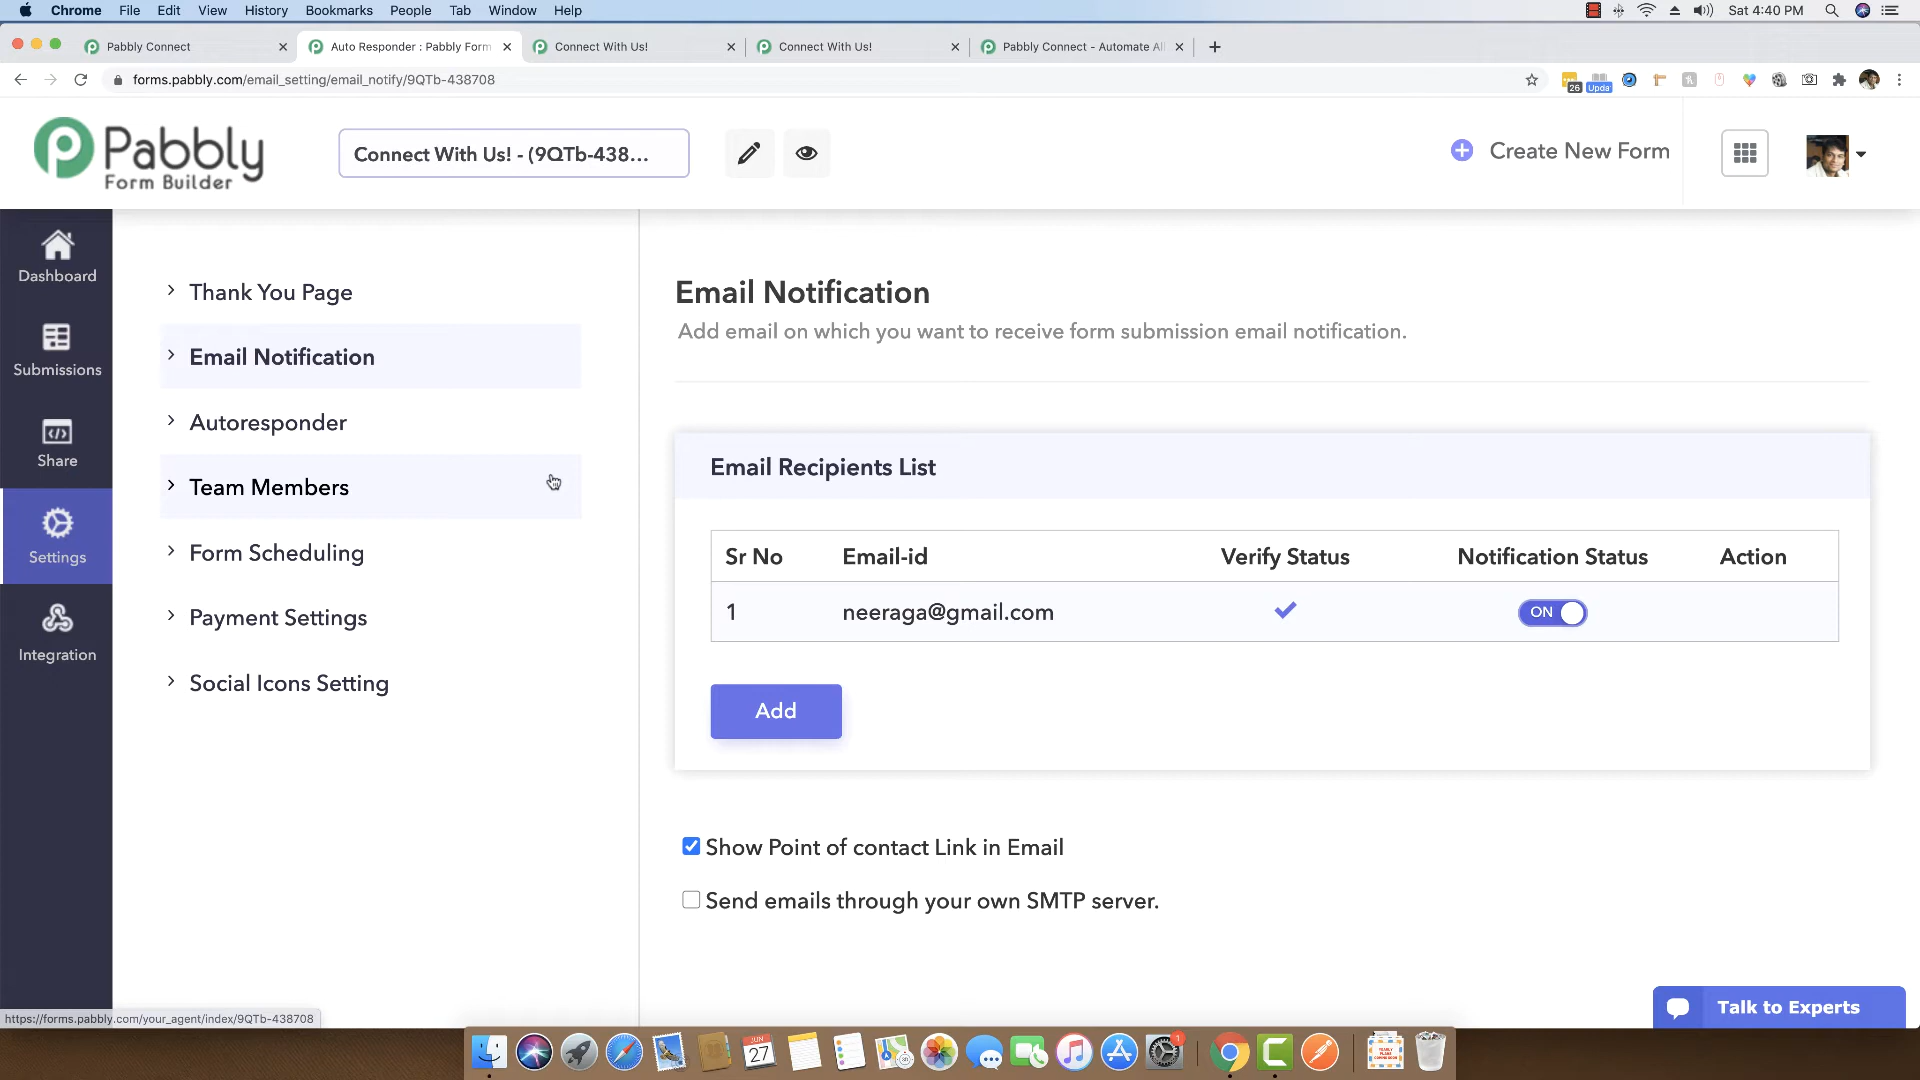 Chrome File Edit View History Bookmarks People Tab Window Help Sat 4:40 PM
Pabbly Connect Auto Responder : Pabbly Form Connect With Us! Connect With Us! Pabbly Connect - Automate All
forms.pabbly.com/email_setting/email_notify/9QTb-438708 26 Upda
Pabbly
Form Builder
Connect With Us! - (9QTb-438...
Create New Form
Dashboard
Submissions
Share
Settings
Integration
Thank You Page
Email Notification
Autoresponder
Team Members
Form Scheduling
Payment Settings
Social Icons Setting
Email Notification
Add email on which you want to receive form submission email notification.
Email Recipients List
Sr No Email-id Verify Status Notification Status Action
1 neeraga@gmail.com ON
Add
Show Point of contact Link in Email
Send emails through your own SMTP server.
Talk to Experts
https://forms.pabbly.com/your_agent/index/9QTb-438708
JUN
27
1